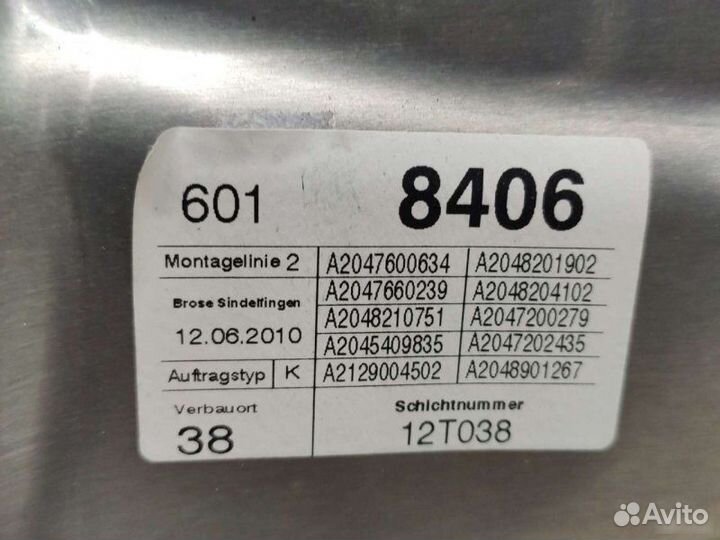 601 8406
Montagelinie 2 A2047600634 A2048201902
A2047660239 A2048204102
Brose Sindelfingen
A2048210751 A2047200279
12.06.2010
A2045409835 A2047202435
Auftragstyp K A2129004502 A2048901267
Verbauort Schichtnummer
38 12T038
Avito